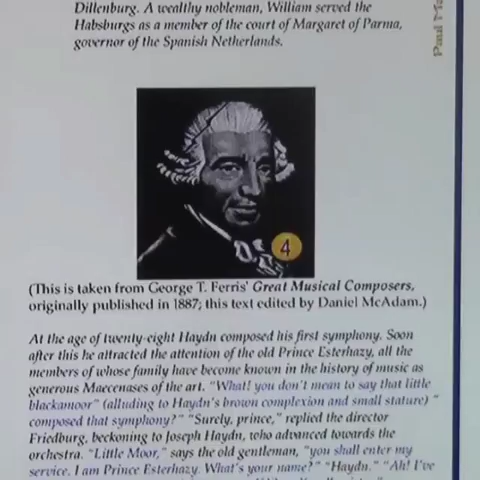 Dillenburg. A wealthy nobleman, William served the
Habsburgs as a member of the court of Margaret of Parma,
governor of the Spanish Netherlands.
Paul
4
(This is taken from George T. Ferris' Great Musical Composers,
originally published in 1887; this text edited by Daniel McAdam.)
At the age of twenty-eight Haydn composed his first symphony. Soon
after this he attracted the attention of the old Prince Esterhazy, all the
members of whose family have become known in the history of music as
generous Maecenases of the art. "What! you don't mean to say that little
blackamoor" (alluding to Haydn's brown complexion and small stature) "
composed that symphony?" "Surely, prince," replied the director
Friedburg, beckoning to Joseph Haydn, who advanced towards the
orchestra. "Little Moor," says the old gentleman, "you shall enter my
service. I am Prince Esterhazy. What's your name?" "Haydn." "Ah! I've